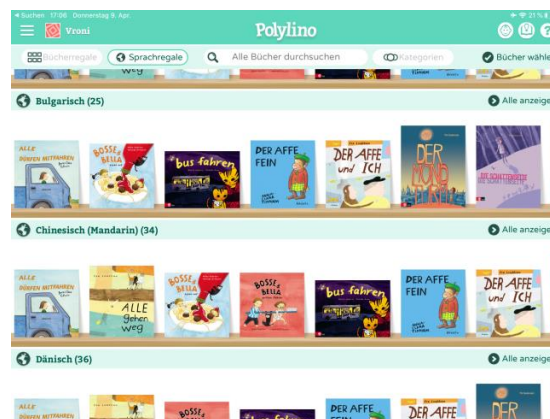 Suchen 17:06 Donnerstag 9. Apr.
21 %
Vroni
Polylino
Bücherregale
Sprachregale
Alle Bücher durchsuchen
Kategorien
Bücher wähle
weg
Bulgarisch (25)
Alle anzeige
ALLE
DÜRFEN MITFAHREN
BOSSE & BELLA
bus fahren
DER AFFE
FEIN
DER AFFE
und ICH
DER
MOND
Chinesisch (Mandarin) (34)
Alle anzeige
ALLE
DÜRFEN MITFAHREN
ALLE
Gehen
weg
BOSSE &
BELLA
BOSSE &
BELLA
bus fahren
DER AFFE
FEIN
DER AFFE
und ICH
Dänisch (36)
Alle anzeige
ALLE
DÜRFEN MITFAHREN
BOSSE &
DER AFFE
DER AFFE
DER